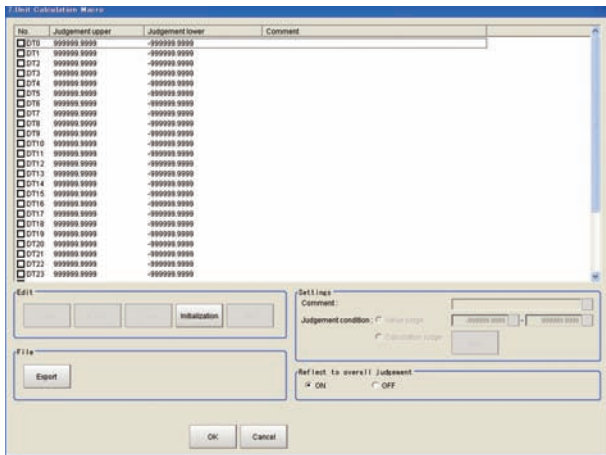 7.Unit Calculation Macro
No. Judgement upper Judgement lower Comment
DT0 999999.9999 -999999.9999
DT1 999999.9999 -999999.9999
DT2 999999.9999 -999999.9999
DT3 999999.9999 -999999.9999
DT4 999999.9999 -999999.9999
DT5 999999.9999 -999999.9999
DT6 999999.9999 -999999.9999
DT7 999999.9999 -999999.9999
DT8 999999.9999 -999999.9999
DT9 999999.9999 -999999.9999
DT10 999999.9999 -999999.9999
DT11 999999.9999 -999999.9999
DT12 999999.9999 -999999.9999
DT13 999999.9999 -999999.9999
DT14 999999.9999 -999999.9999
DT15 999999.9999 -999999.9999
DT16 999999.9999 -999999.9999
DT17 999999.9999 -999999.9999
DT18 999999.9999 -999999.9999
DT19 999999.9999 -999999.9999
DT20 999999.9999 -999999.9999
DT21 999999.9999 -999999.9999
DT22 999999.9999 -999999.9999
DT23 999999.9999 -999999.9999
Edit
Initialization
Settings
Comment :
Judgement condition : Value judge
Calculation judge
File
Export
Reflect to overall judgement
ON OFF
OK Cancel